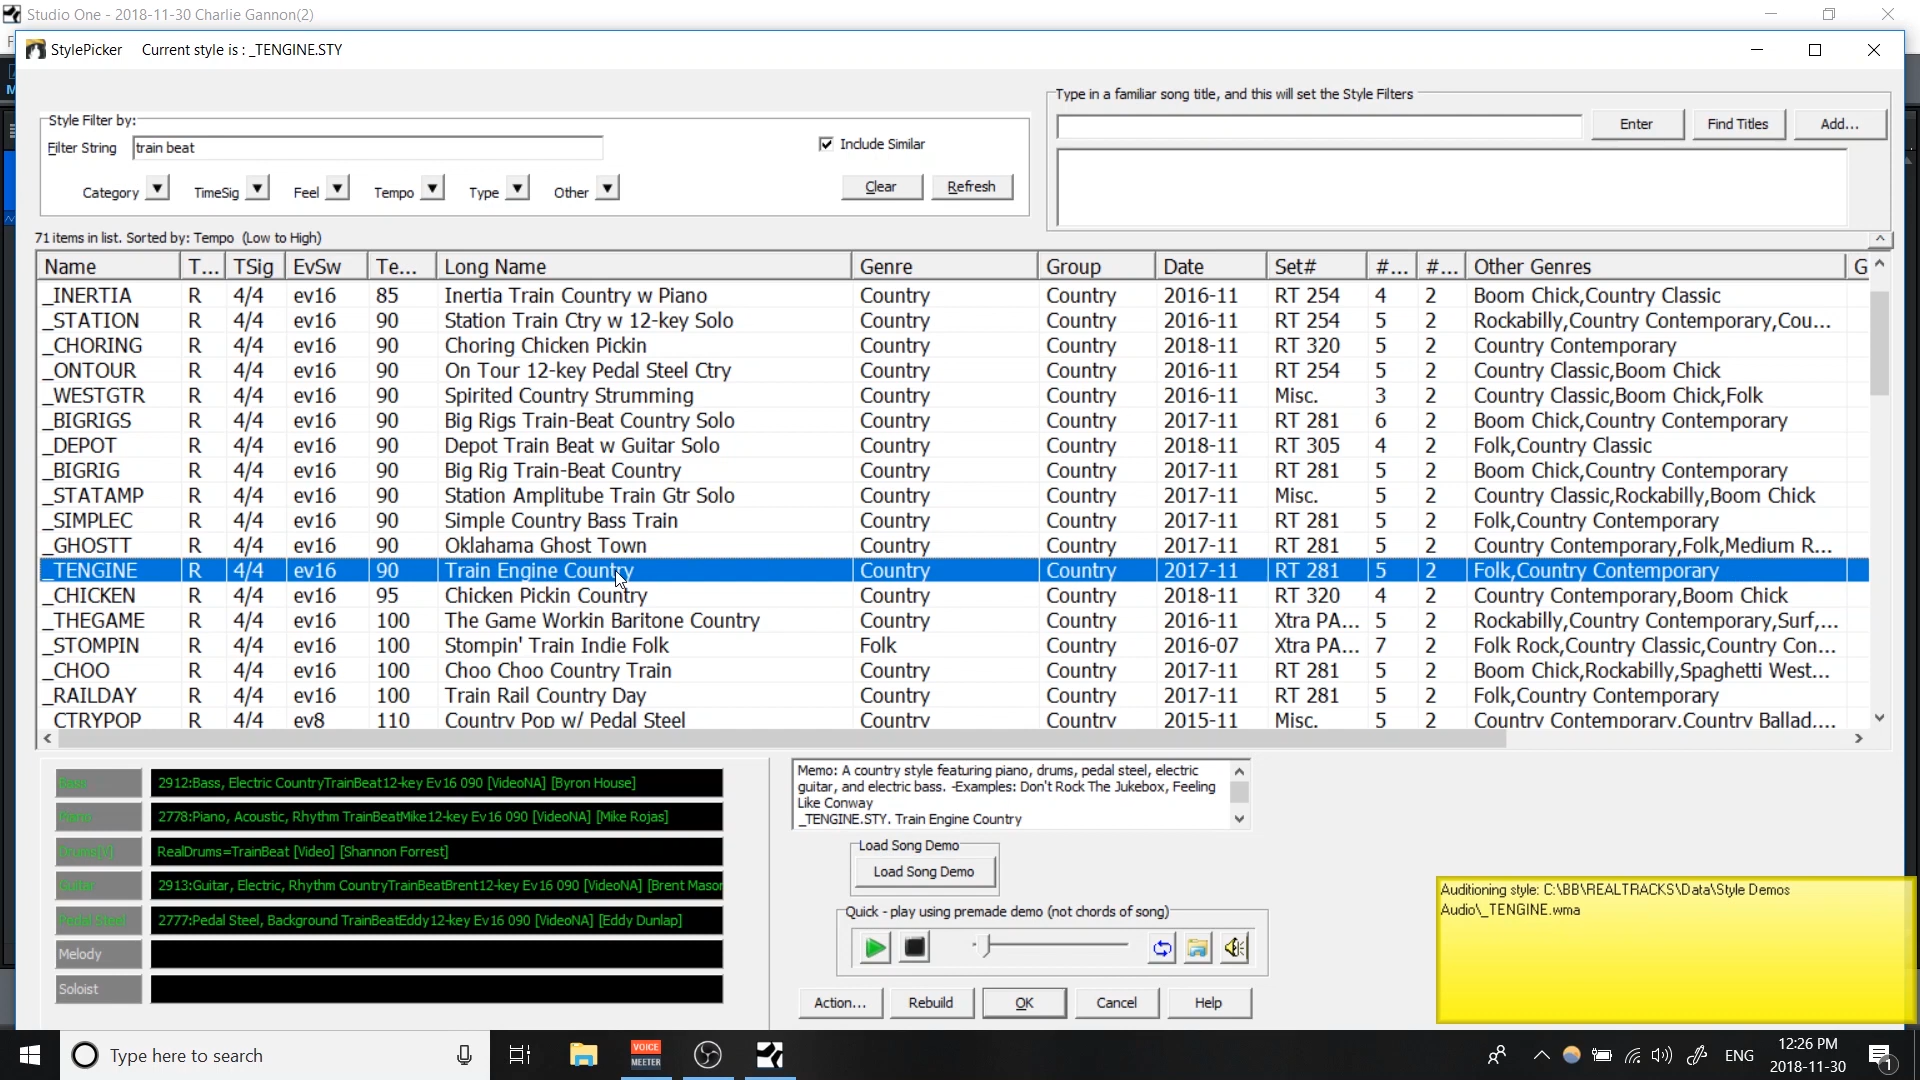 Studio One - 2018-11-30 Charlie Gannon(2)
StylePicker Current style is : _TENGINE.STY
Type in a familiar song title, and this will set the Style Filters
Enter Find Titles Add...
Style Filter by:
Filter String train beat
Include Similar
Category TimeSig Feel Tempo Type Other
Clear Refresh
71 items in list. Sorted by: Tempo (Low to High)
Name T... TSig EvSw Te... Long Name Genre Group Date Set# #... #... Other Genres G
_INERTIA R 4/4 ev16 85 Inertia Train Country w Piano Country Country 2016-11 RT 254 4 2 Boom Chick,Country Classic
_STATION R 4/4 ev16 90 Station Train Ctry w 12-key Solo Country Country 2016-11 RT 254 5 2 Rockabilly,Country Contemporary,Cou...
_CHORING R 4/4 ev16 90 Choring Chicken Pickin Country Country 2018-11 RT 320 5 2 Country Contemporary
_ONTOUR R 4/4 ev16 90 On Tour 12-key Pedal Steel Ctry Country Country 2016-11 RT 254 5 2 Country Classic,Boom Chick
_WESTGTR R 4/4 ev16 90 Spirited Country Strumming Country Country 2016-11 Misc. 3 2 Country Classic,Boom Chick,Folk
_BIGRIGS R 4/4 ev16 90 Big Rigs Train-Beat Country Solo Country Country 2017-11 RT 281 6 2 Boom Chick,Country Contemporary
_DEPOT R 4/4 ev16 90 Depot Train Beat w Guitar Solo Country Country 2018-11 RT 305 4 2 Folk,Country Classic
_BIGRIG R 4/4 ev16 90 Big Rig Train-Beat Country Country Country 2017-11 RT 281 5 2 Boom Chick,Country Contemporary
_STATAMP R 4/4 ev16 90 Station Amplitube Train Gtr Solo Country Country 2017-11 Misc. 5 2 Country Classic,Rockabilly,Boom Chick
_SIMPLEC R 4/4 ev16 90 Simple Country Bass Train Country Country 2017-11 RT 281 5 2 Folk,Country Contemporary
_GHOSTT R 4/4 ev16 90 Oklahama Ghost Town Country Country 2017-11 RT 281 5 2 Country Contemporary,Folk,Medium R...
_TENGINE R 4/4 ev16 90 Train Engine Country Country Country 2017-11 RT 281 5 2 Folk,Country Contemporary
_CHICKEN R 4/4 ev16 95 Chicken Pickin Country Country Country 2018-11 RT 320 4 2 Country Contemporary,Boom Chick
_THEGAME R 4/4 ev16 100 The Game Workin Baritone Country Country Country 2016-11 Xtra PA... 5 2 Rockabilly,Country Contemporary,Surf,...
_STOMPIN R 4/4 ev16 100 Stompin' Train Indie Folk Folk Country 2016-07 Xtra PA... 7 2 Folk Rock,Country Classic,Country Con...
_CHOO R 4/4 ev16 100 Choo Choo Country Train Country Country 2017-11 RT 281 5 2 Boom Chick,Rockabilly,Spaghetti West...
_RAILDAY R 4/4 ev16 100 Train Rail Country Day Country Country 2017-11 RT 281 5 2 Folk,Country Contemporary
_CTRYPOP R 4/4 ev8 110 Country Pop w/ Pedal Steel Country Country 2015-11 Misc. 5 2 Country Contemporary,Country Ballad....
Bass 2912:Bass, Electric CountryTrainBeat12-key Ev16 090 [VideoNA] [Byron House]
Piano 2778:Piano, Acoustic, Rhythm TrainBeatMike12-key Ev16 090 [VideoNA] [Mike Rojas]
RealDrums=TrainBeat [Video] [Shannon Forrest]
Guitar 2913:Guitar, Electric, Rhythm CountryTrainBeatBrent12-key Ev16 090 [VideoNA] [Brent Mason
Pedal Steel 2777:Pedal Steel, Background TrainBeatEddy12-key Ev16 090 [VideoNA] [Eddy Dunlap]
Melody
Soloist
Memo: A country style featuring piano, drums, pedal steel, electric
guitar, and electric bass. -Examples: Don't Rock The Jukebox, Feeling
Like Conway
_TENGINE.STY. Train Engine Country
Load Song Demo
Load Song Demo
Quick - play using premade demo (not chords of song)
Action... Rebuild OK Cancel Help
Auditioning style: C:\BB\REALTRACKS\Data\Style Demos
Audio\_TENGINE.wma
Type here to search
VOICE
MEETER
ENG
12:26 PM
2018-11-30
1